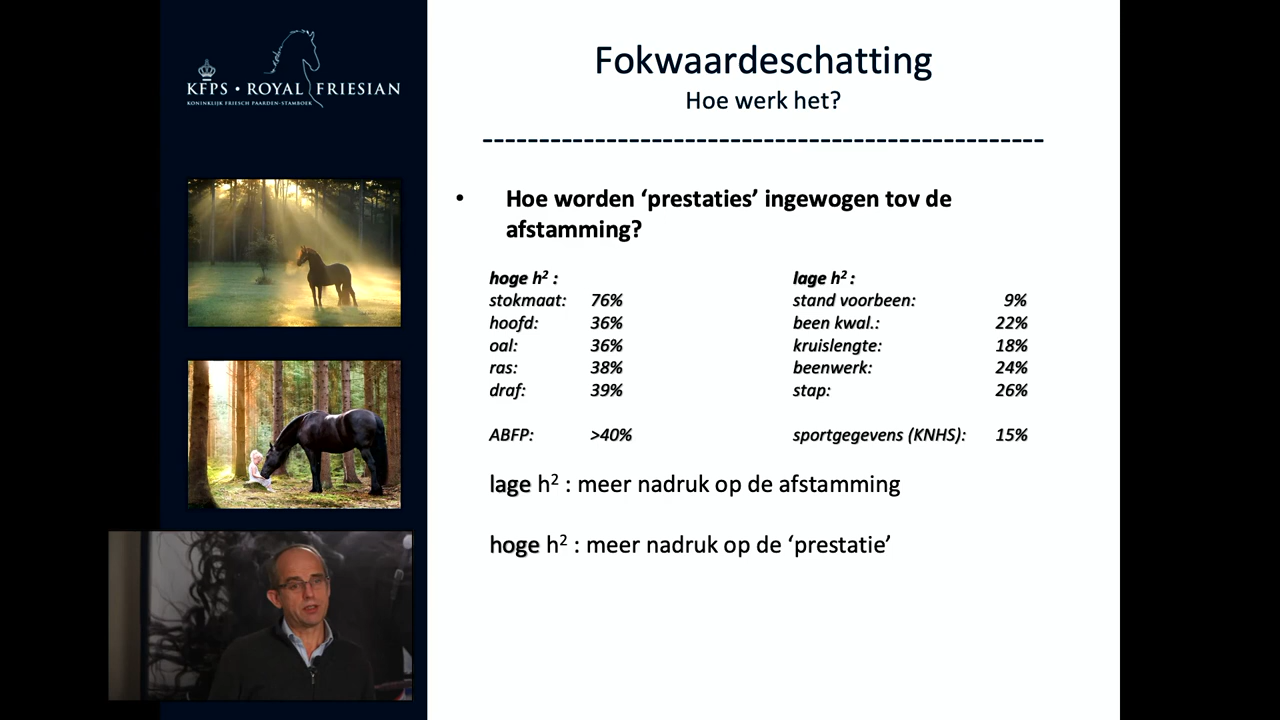 KFPS • ROYAL FRIESIAN
KONINKLIJK FRIESCH PAARDEN-STAMBOEK
Fokwaardeschatting
Hoe werk het?
--------------------------------------------------
• Hoe worden ‘prestaties’ ingewogen tov de
afstamming?
hoge h² :
stokmaat: 76%
hoofd: 36%
oal: 36%
ras: 38%
draf: 39%
ABFP: >40%
lage h² :
stand voorbeen: 9%
been kwal.: 22%
kruislengte: 18%
beenwerk: 24%
stap: 26%
sportgegevens (KNHS): 15%
lage h² : meer nadruk op de afstamming
hoge h² : meer nadruk op de ‘prestatie’